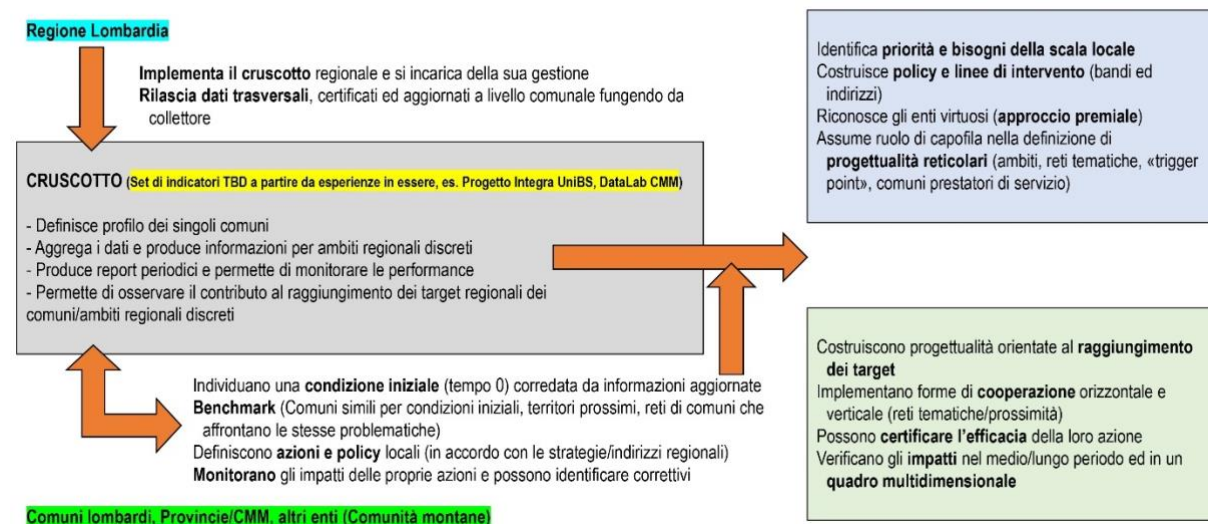 Regione Lombardia
Implementa il cruscotto regionale e si incarica della sua gestione
Rilascia dati trasversali, certificati ed aggiornati a livello comunale fungendo da
collettore
CRUSCOTTO (Set di indicatori TBD a partire da esperienze in essere, es. Progetto Integra UniBS, DataLab CMM)
- Definisce profilo dei singoli comuni
- Aggrega i dati e produce informazioni per ambiti regionali discreti
- Produce report periodici e permette di monitorare le performance
- Permette di osservare il contributo al raggiungimento dei target regionali dei
comuni/ambiti regionali discreti
Individuano una condizione iniziale (tempo 0) corredata da informazioni aggiornate
Benchmark (Comuni simili per condizioni iniziali, territori prossimi, reti di comuni che
affrontano le stesse problematiche)
Definiscono azioni e policy locali (in accordo con le strategie/indirizzi regionali)
Monitorano gli impatti delle proprie azioni e possono identificare correttivi
Comuni lombardi, Provincie/CMM, altri enti (Comunità montane)
Identifica priorità e bisogni della scala locale
Costruisce policy e linee di intervento (bandi ed
indirizzi)
Riconosce gli enti virtuosi (approccio premiale)
Assume ruolo di capofila nella definizione di
progettualità reticolari (ambiti, reti tematiche, «trigger
point», comuni prestatori di servizio)
Costruiscono progettualità orientate al raggiungimento
dei target
Implementano forme di cooperazione orizzontale e
verticale (reti tematiche/prossimità)
Possono certificare l'efficacia della loro azione
Verificano gli impatti nel medio/lungo periodo ed in un
quadro multidimensionale